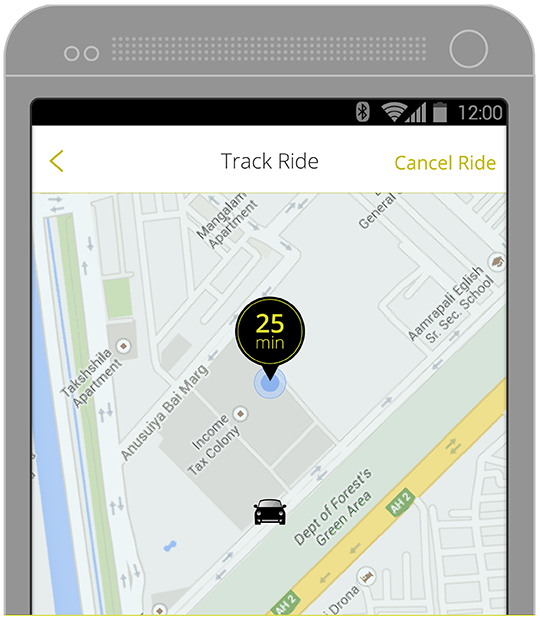 12:00
Track Ride
Cancel Ride
Mangalam
Apartment
General
Aamrapali Eglish
Sr. Sec. School
25
min
Takshshila
Apartment
Anusuiya Bai Marg
Income
Tax Colony
Dept of Forest's
Green Area
AH 2
AH 2
Drona